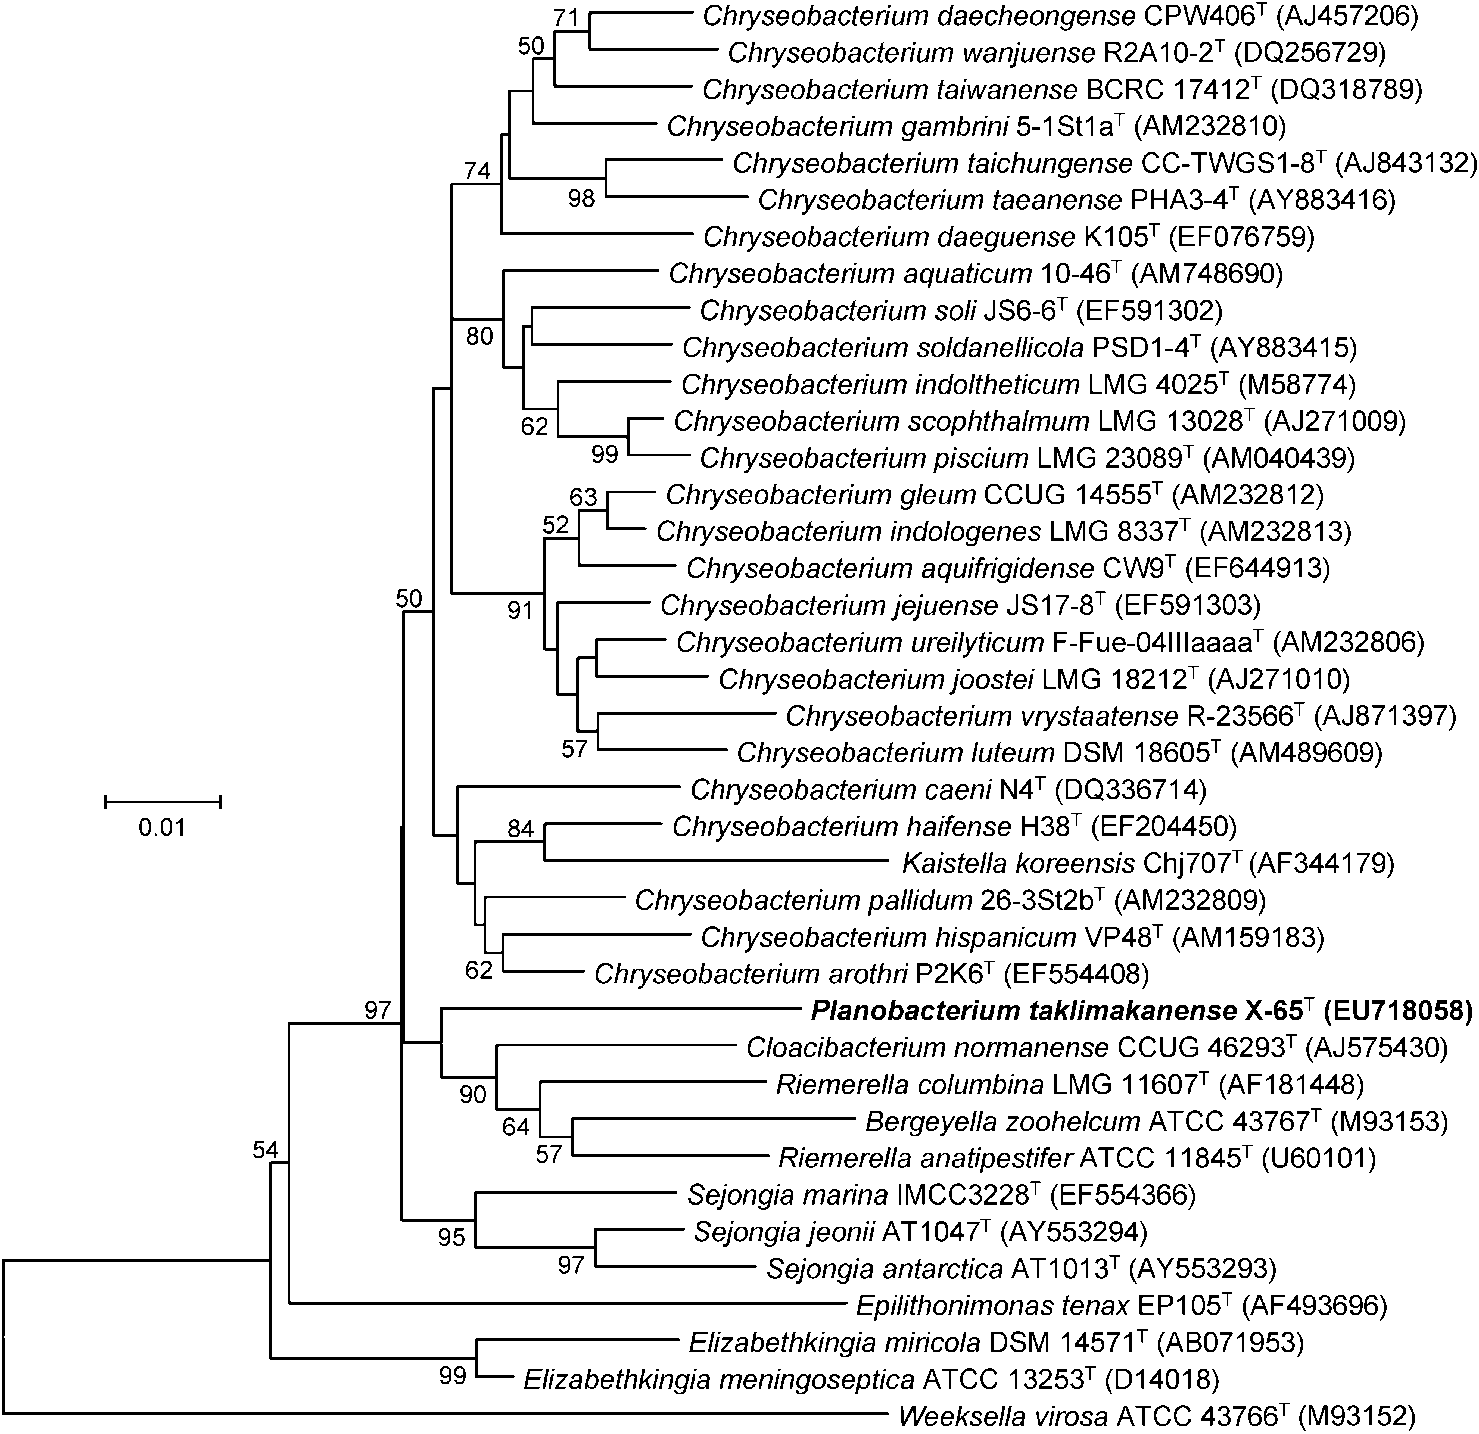 71 Chryseobacterium daecheongense CPW406ᵀ (AJ457206)
50 Chryseobacterium wanjuense R2A10-2ᵀ (DQ256729)
Chryseobacterium taiwanense BCRC 17412ᵀ (DQ318789)
Chryseobacterium gambrini 5-1St1aᵀ (AM232810)
74 Chryseobacterium taichungense CC-TWGS1-8ᵀ (AJ843132)
98 Chryseobacterium taeanense PHA3-4ᵀ (AY883416)
Chryseobacterium daeguense K105ᵀ (EF076759)
Chryseobacterium aquaticum 10-46ᵀ (AM748690)
Chryseobacterium soli JS6-6ᵀ (EF591302)
80 Chryseobacterium soldanellicola PSD1-4ᵀ (AY883415)
Chryseobacterium indoltheticum LMG 4025ᵀ (M58774)
62 Chryseobacterium scophthalmum LMG 13028ᵀ (AJ271009)
99 Chryseobacterium piscium LMG 23089ᵀ (AM040439)
63 Chryseobacterium gleum CCUG 14555ᵀ (AM232812)
52 Chryseobacterium indologenes LMG 8337ᵀ (AM232813)
Chryseobacterium aquifrigidense CW9ᵀ (EF644913)
50 91 Chryseobacterium jejuense JS17-8ᵀ (EF591303)
Chryseobacterium ureilyticum F-Fue-04IIIaaaaᵀ (AM232806)
Chryseobacterium joostei LMG 18212ᵀ (AJ271010)
Chryseobacterium vrystaatense R-23566ᵀ (AJ871397)
57 Chryseobacterium luteum DSM 18605ᵀ (AM489609)
Chryseobacterium caeni N4ᵀ (DQ336714)
0.01 84 Chryseobacterium haifense H38ᵀ (EF204450)
Kaistella koreensis Chj707ᵀ (AF344179)
Chryseobacterium pallidum 26-3St2bᵀ (AM232809)
Chryseobacterium hispanicum VP48ᵀ (AM159183)
62 Chryseobacterium arothri P2K6ᵀ (EF554408)
97 Planobacterium taklimakanense X-65ᵀ (EU718058)
Cloacibacterium normanense CCUG 46293ᵀ (AJ575430)
90 Riemerella columbina LMG 11607ᵀ (AF181448)
64 Bergeyella zoohelcum ATCC 43767ᵀ (M93153)
54 57 Riemerella anatipestifer ATCC 11845ᵀ (U60101)
Sejongia marina IMCC3228ᵀ (EF554366)
95 Sejongia jeonii AT1047ᵀ (AY553294)
97 Sejongia antarctica AT1013ᵀ (AY553293)
Epilithonimonas tenax EP105ᵀ (AF493696)
Elizabethkingia miricola DSM 14571ᵀ (AB071953)
99 Elizabethkingia meningoseptica ATCC 13253ᵀ (D14018)
Weeksella virosa ATCC 43766ᵀ (M93152)